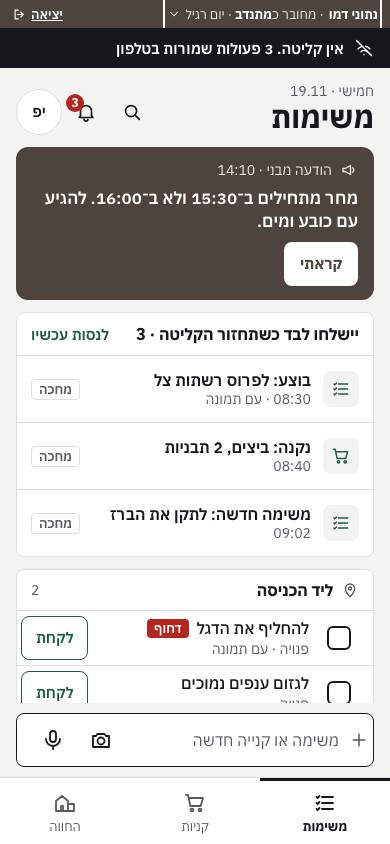 נתוני דמו · מחובר כמתנדב · יום רגיל
יציאה
אין קליטה. 3 פעולות שמורות בטלפון
חמישי · 19.11
משימות
3
יפ
הודעה מבני · 14:10
מחר מתחילים ב־15:30 ולא ב־16:00. להגיע
עם כובע ומים.
קראתי
יישלחו לבד כשתחזור הקליטה · 3
לנסות עכשיו
בוצע: לפרוס רשתות צל
08:30 · עם תמונה
מחכה
נקנה: ביצים, 2 תבניות
08:40
מחכה
משימה חדשה: לתקן את הברז
09:02
מחכה
ליד הכניסה
2
להחליף את הדגל דחוף
פנויה · עם תמונה
לקחת
לגזום ענפים נמוכים
לקחת
משימה או קנייה חדשה
משימות
קניות
החווה